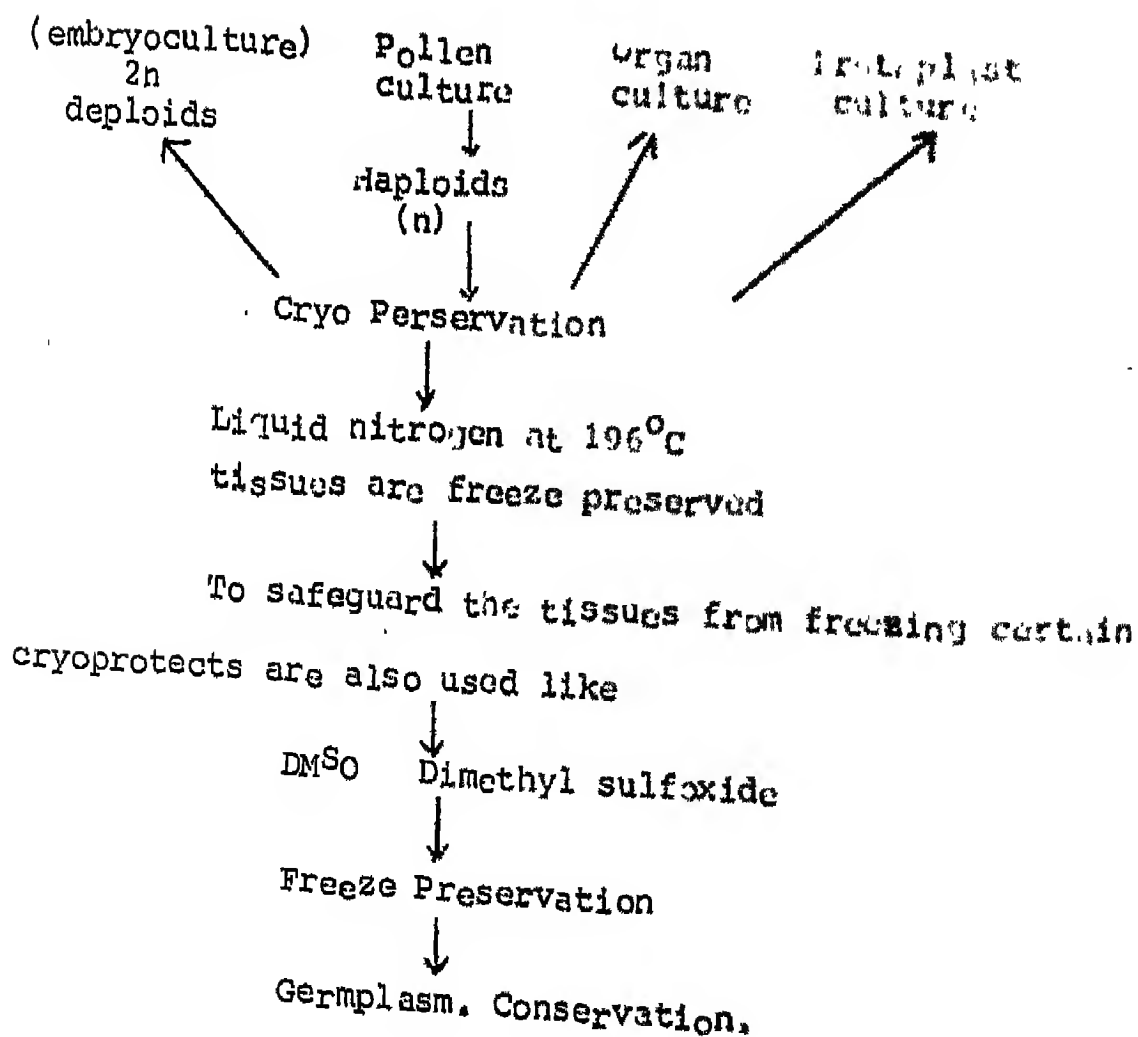 (embryoculture)
2n
deploids
Pollen
culture
Organ
culture
culture
Haploids
(n)
Cryo Perservation
Liquid nitrogen at 196°C
tissues are freeze preserved
To safeguard the tissues from freezing certain
cryoprotects are also used like
DMSO Dimethyl sulfoxide
Freeze Preservation
Germplasm. Conservation.